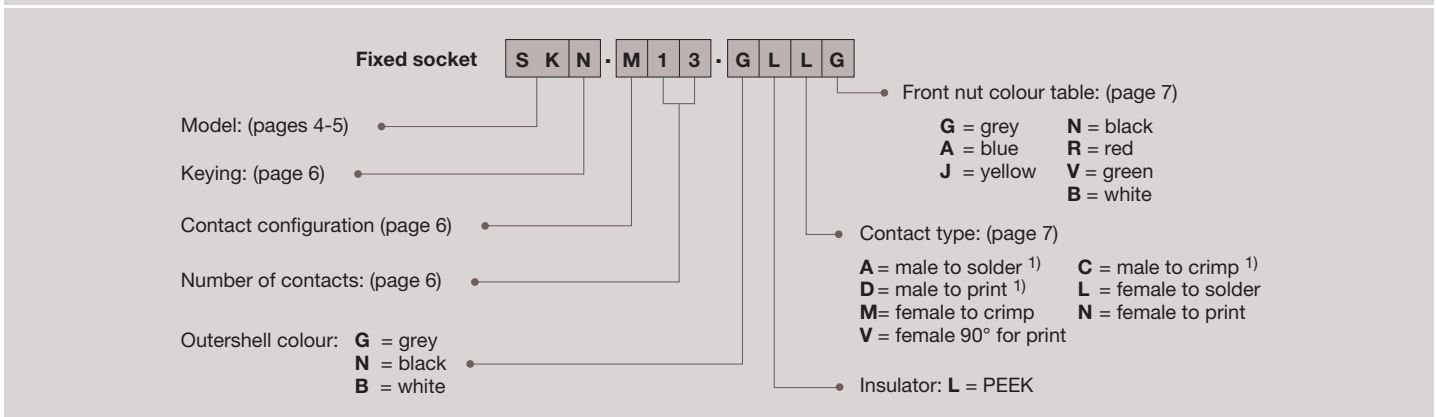 Fixed socket S K N . M 1 3 . G L L G
Front nut colour table: (page 7)
G = grey N = black
A = blue R = red
J = yellow V = green
B = white
Model: (pages 4-5)
Keying: (page 6)
Contact configuration (page 6)
Number of contacts: (page 6)
Contact type: (page 7)
A = male to solder 1) C = male to crimp 1)
D = male to print 1) L = female to solder
M= female to crimp N = female to print
V = female 90° for print
Outershell colour: G = grey
N = black
B = white
Insulator: L = PEEK